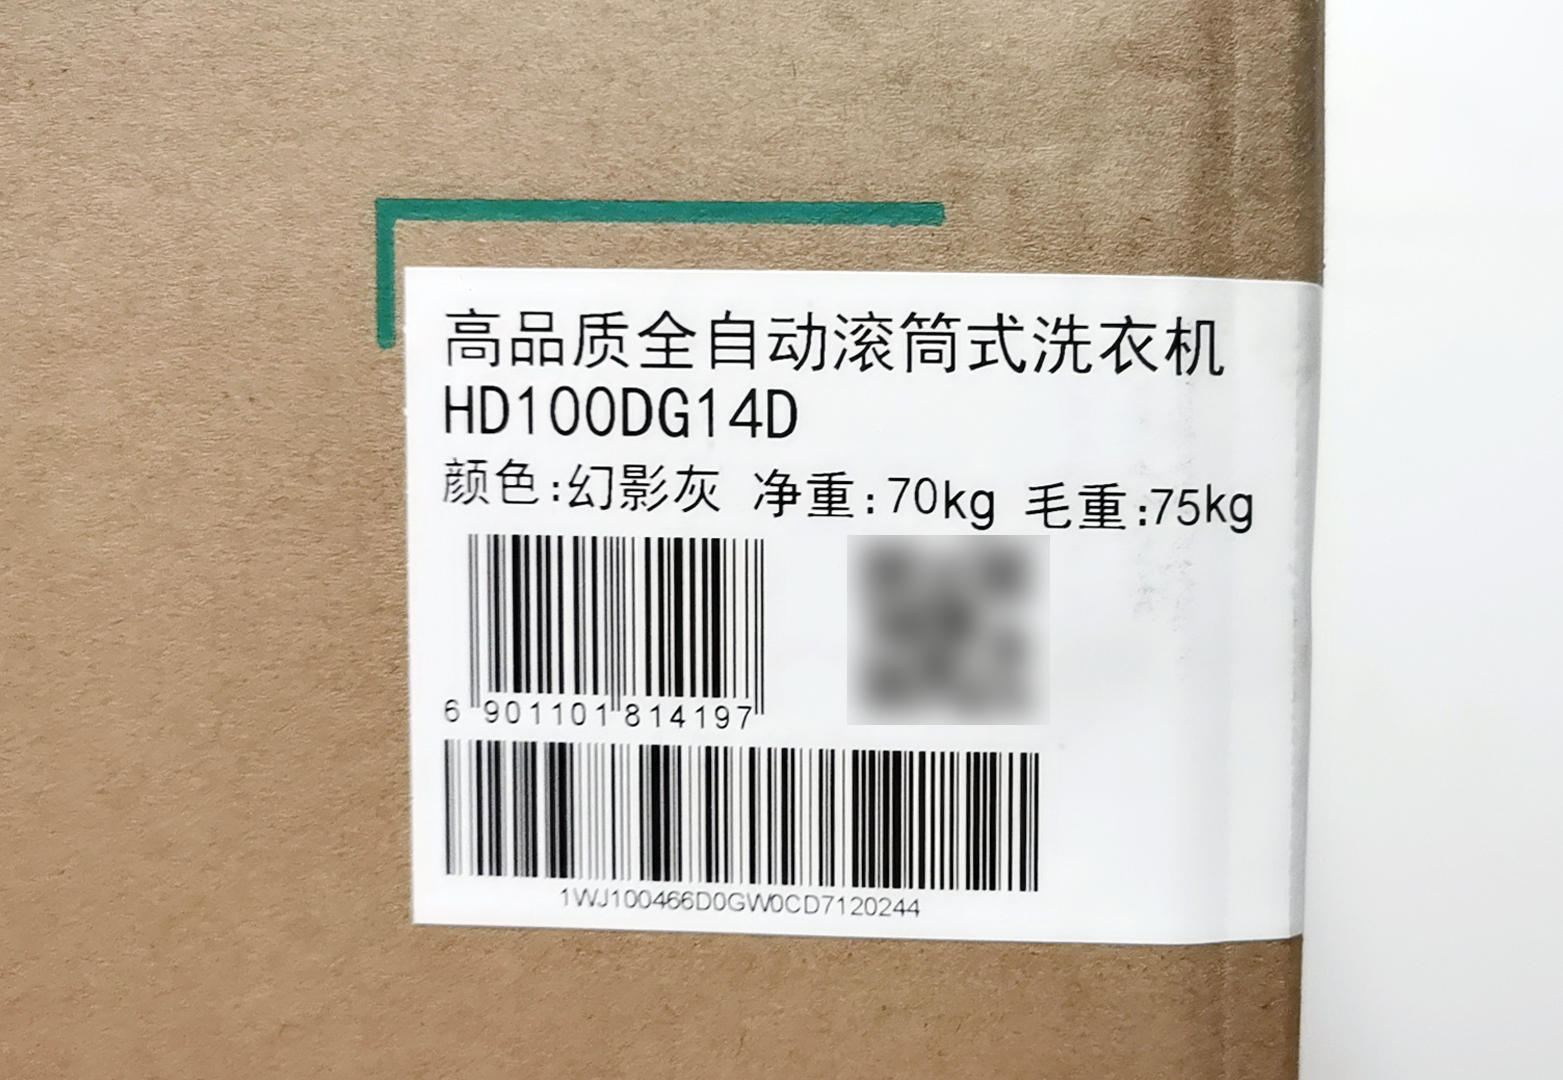 高品质全自动滚筒式洗衣机
HD100DG14D
颜色:幻影灰 净重:70kg 毛重:75kg
6 901101 814197
1WJ100466D0GW0CD7120244